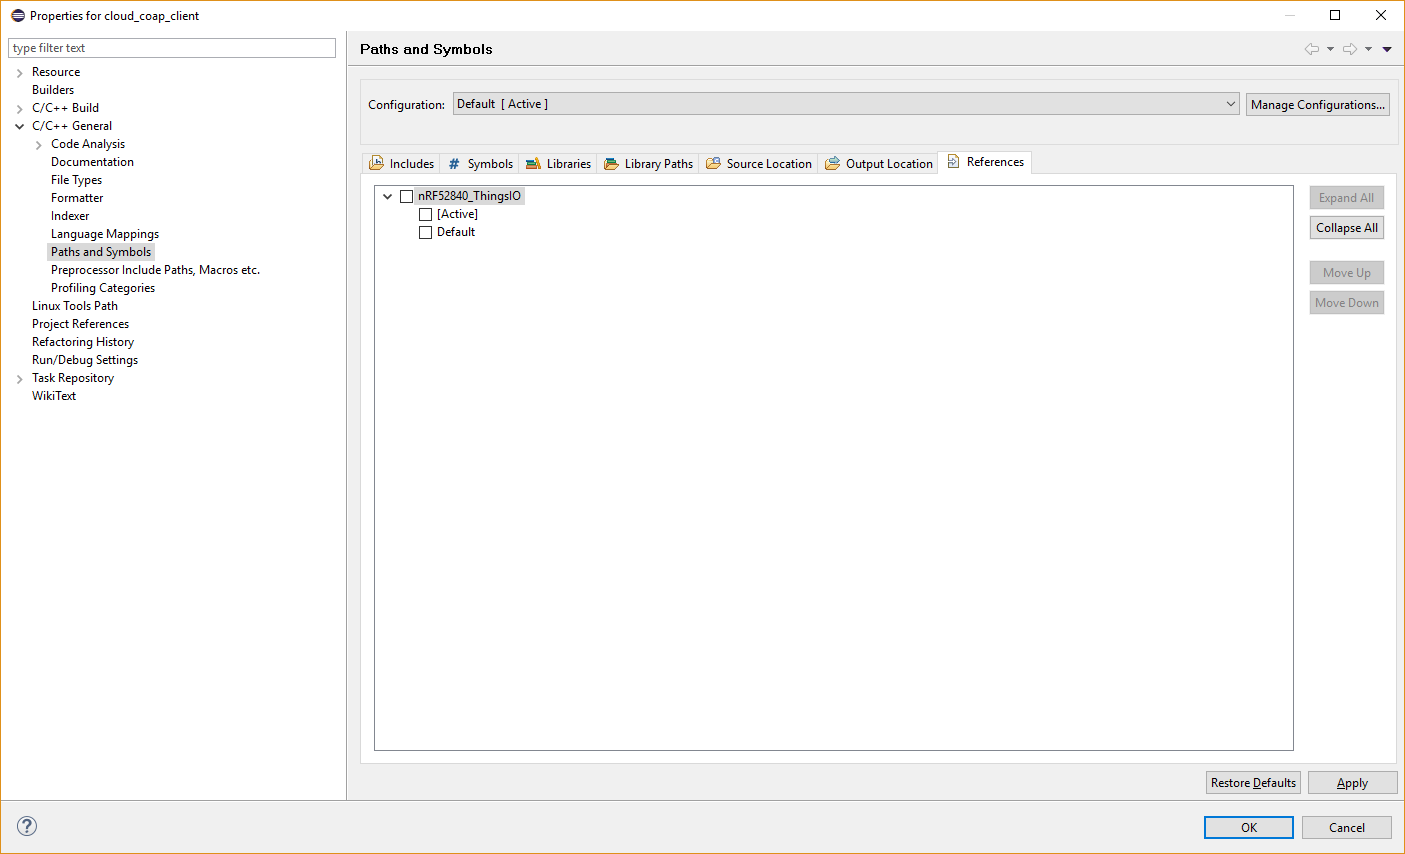 Properties for cloud_coap_client
type filter text
Resource
Builders
C/C++ Build
C/C++ General
Code Analysis
Documentation
File Types
Formatter
Indexer
Language Mappings
Paths and Symbols
Preprocessor Include Paths, Macros etc.
Profiling Categories
Linux Tools Path
Project References
Refactoring History
Run/Debug Settings
Task Repository
WikiText
Paths and Symbols
Configuration: Default [ Active ] Manage Configurations...
Includes # Symbols Libraries Library Paths Source Location Output Location References
nRF52840_ThingsIO
[Active]
Default
Expand All
Collapse All
Move Up
Move Down
Restore Defaults Apply
? OK Cancel